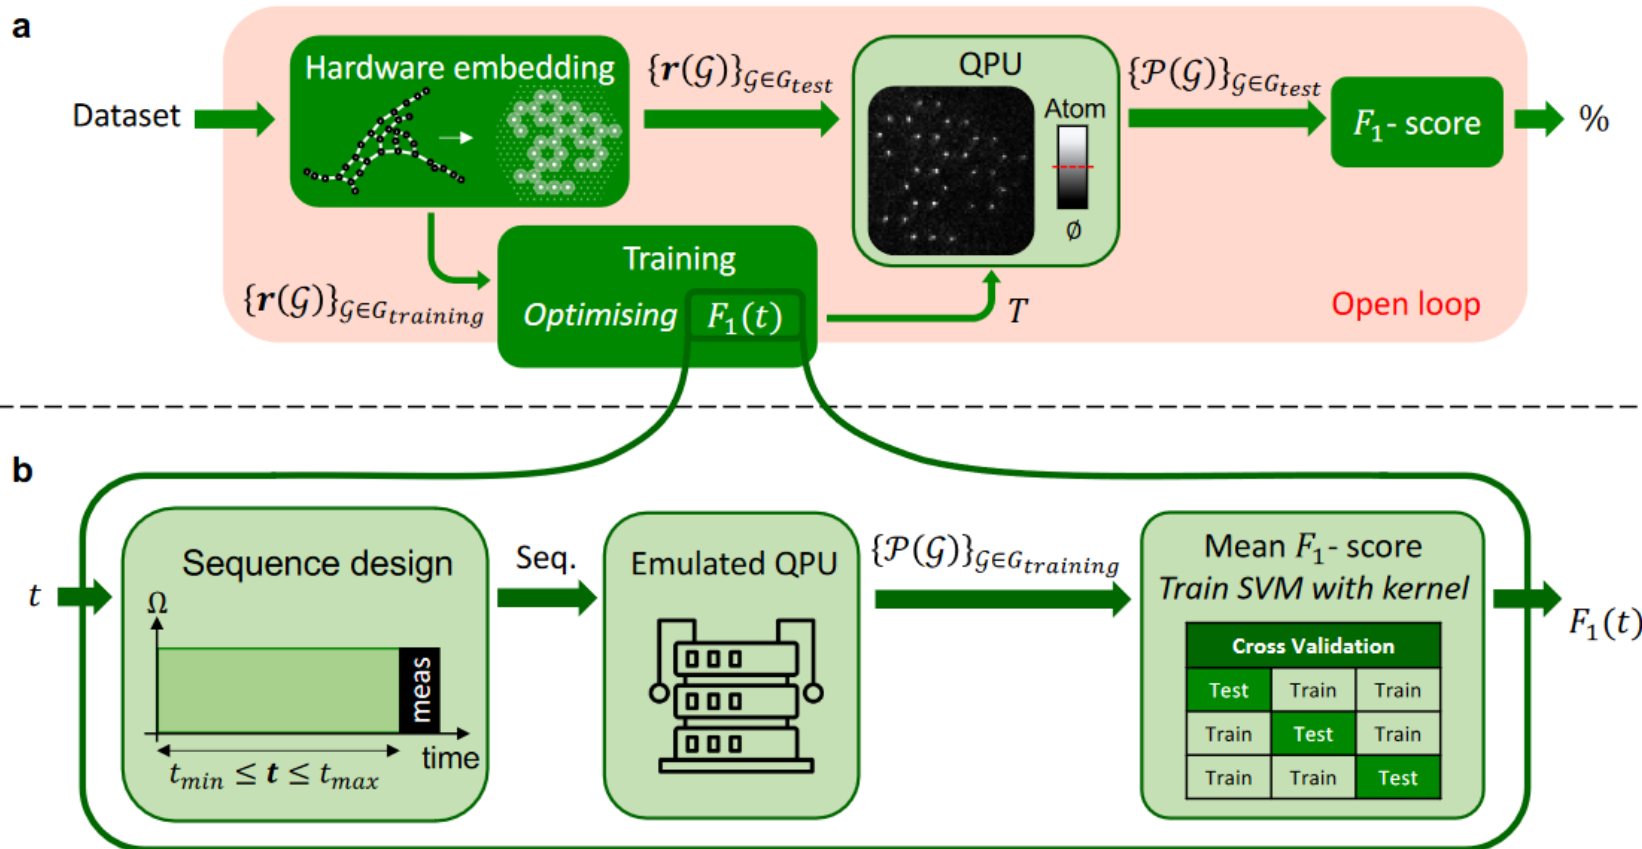 a
Dataset
Hardware embedding
{r(𝒢)}𝒢∈G_test
QPU
Atom
∅
{𝒫(𝒢)}𝒢∈G_test
F₁- score
%
{r(𝒢)}𝒢∈G_training
Training
Optimising F₁(t)
T
Open loop
b
t
Sequence design
Ω
meas
time
t_min ≤ t ≤ t_max
Seq.
Emulated QPU
{𝒫(𝒢)}𝒢∈G_training
Mean F₁- score
Train SVM with kernel
Cross Validation
Test Train Train
Train Test Train
Train Train Test
F₁(t)